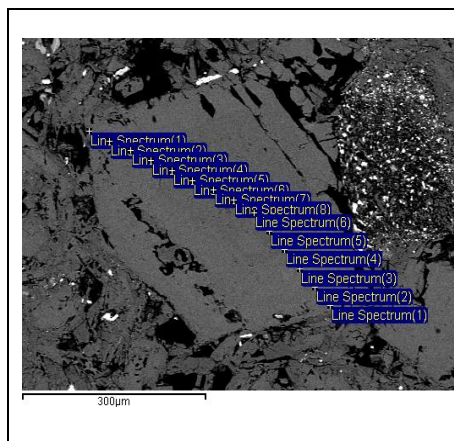 Line Spectrum(1)
Line Spectrum(2)
Line Spectrum(3)
Line Spectrum(4)
Line Spectrum(5)
Line Spectrum(6)
Line Spectrum(7)
Line Spectrum(8)
Line Spectrum(6)
Line Spectrum(5)
Line Spectrum(4)
Line Spectrum(3)
Line Spectrum(2)
Line Spectrum(1)
300μm